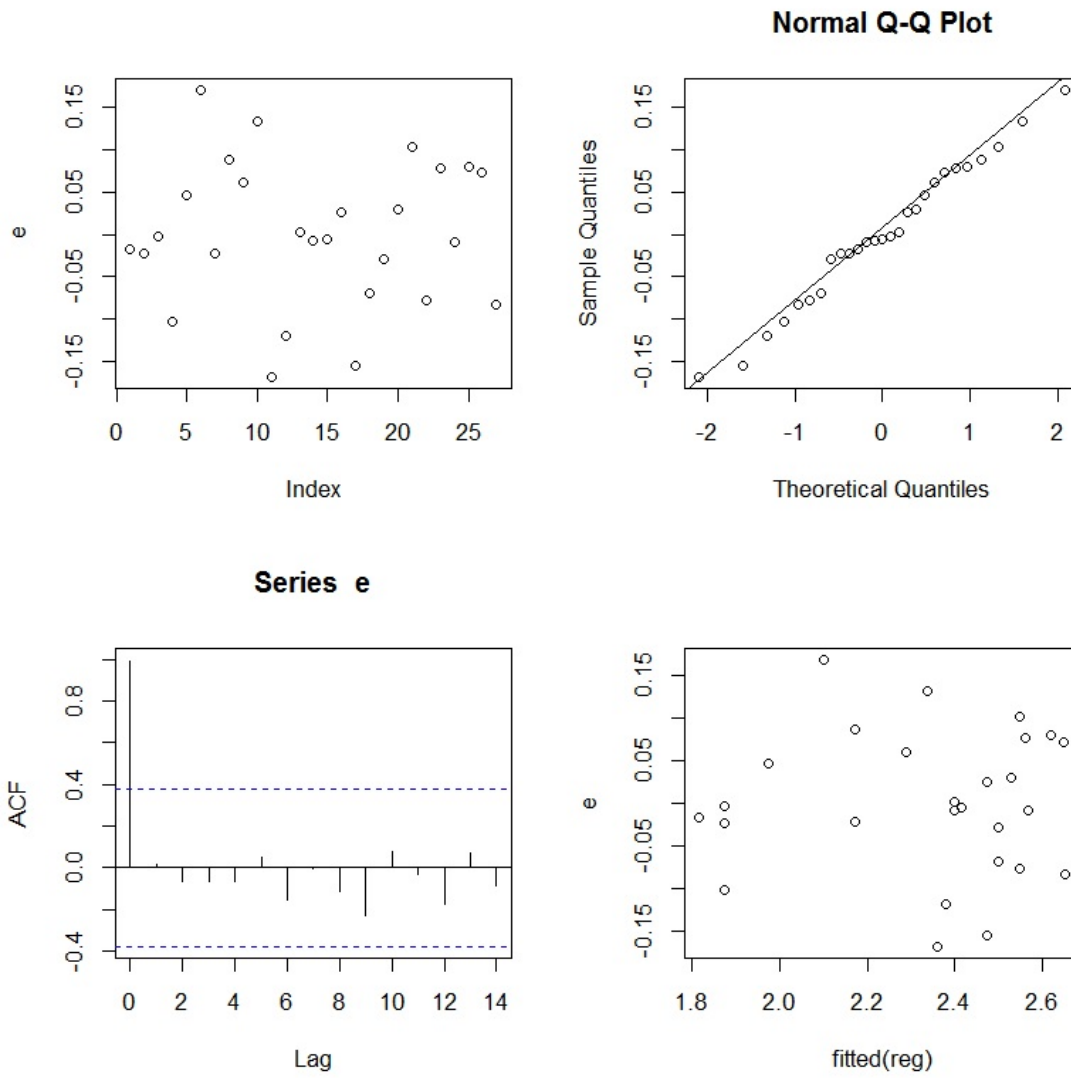 Normal Q-Q Plot
0.15
0.05
-0.05
-0.15
e
0 5 10 15 20 25
Index
0.15
0.05
-0.05
-0.15
Sample Quantiles
-2 -1 0 1 2
Theoretical Quantiles
Series e
0.8
0.4
0.0
-0.4
ACF
0 2 4 6 8 10 12 14
Lag
0.15
0.05
-0.05
-0.15
e
1.8 2.0 2.2 2.4 2.6
fitted(reg)